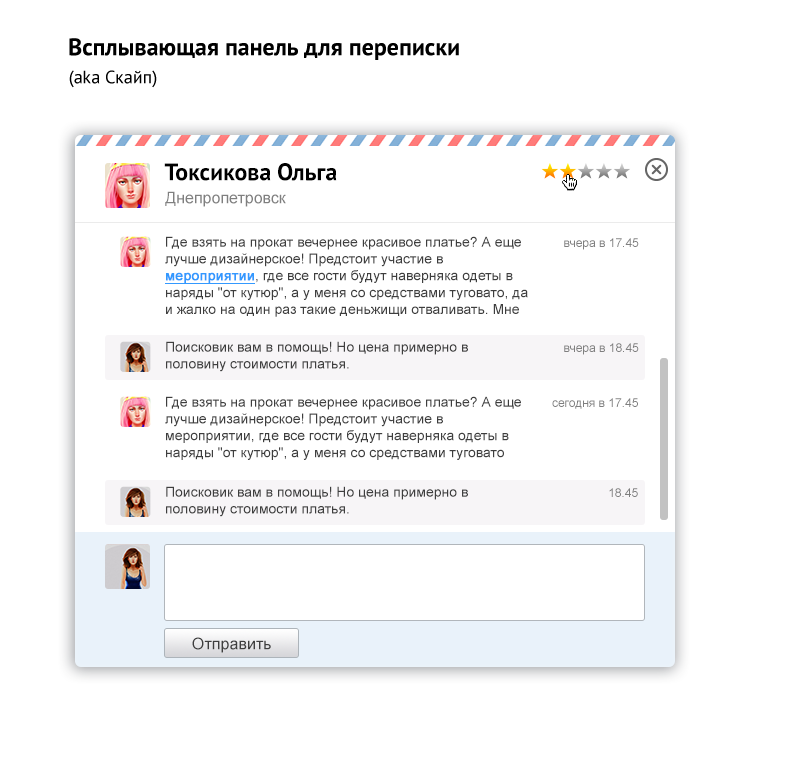 Всплывающая панель для переписки
(aka Скайп)
Токсикова Ольга
Днепропетровск
Где взять на прокат вечернее красивое платье? А еще
вчера в 17.45
лучше дизайнерское! Предстоит участие в
мероприятии, где все гости будут наверняка одеты в
наряды "от кутюр", а у меня со средствами туговато, да
и жалко на один раз такие деньжищи отваливать. Мне
Поисковик вам в помощь! Но цена примерно в
вчера в 18.45
половину стоимости платья.
Где взять на прокат вечернее красивое платье? А еще
сегодня в 17.45
лучше дизайнерское! Предстоит участие в
мероприятии, где все гости будут наверняка одеты в
наряды "от кутюр", а у меня со средствами туговато
Поисковик вам в помощь! Но цена примерно в
18.45
половину стоимости платья.
Отправить